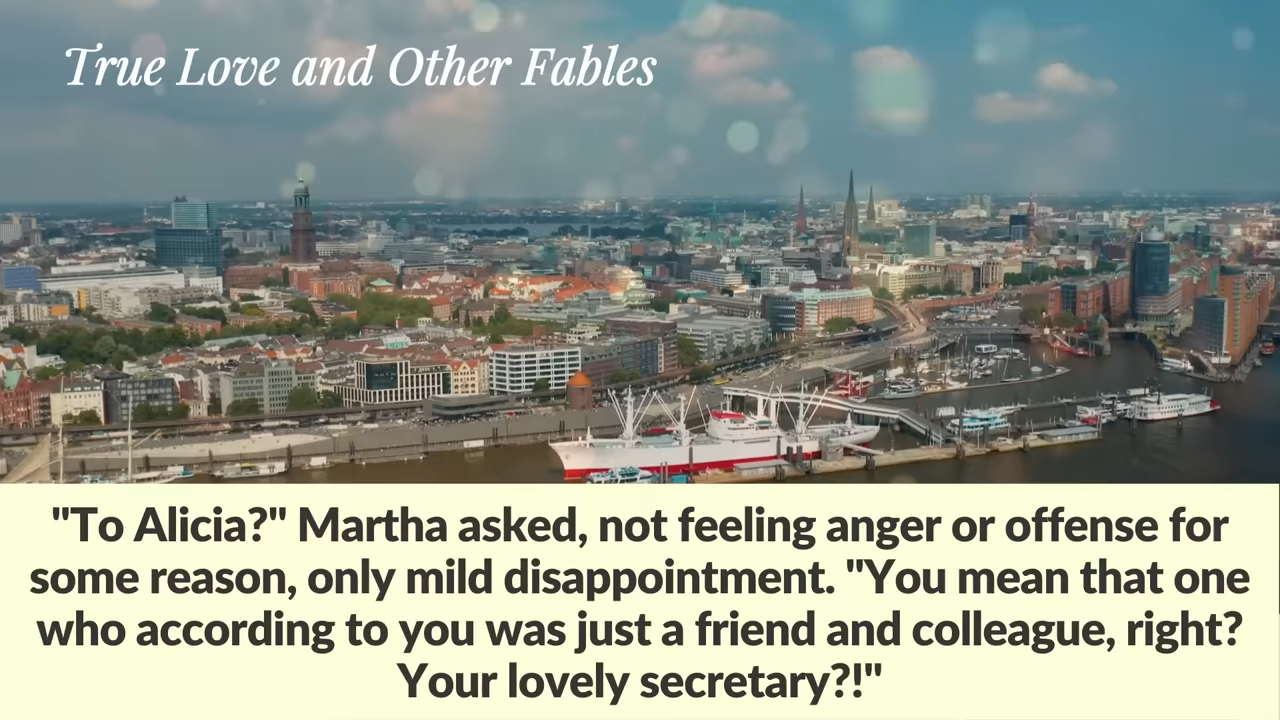 True Love and Other Fables
"To Alicia?" Martha asked, not feeling anger or offense for
some reason, only mild disappointment. "You mean that one
who according to you was just a friend and colleague, right?
Your lovely secretary?!"